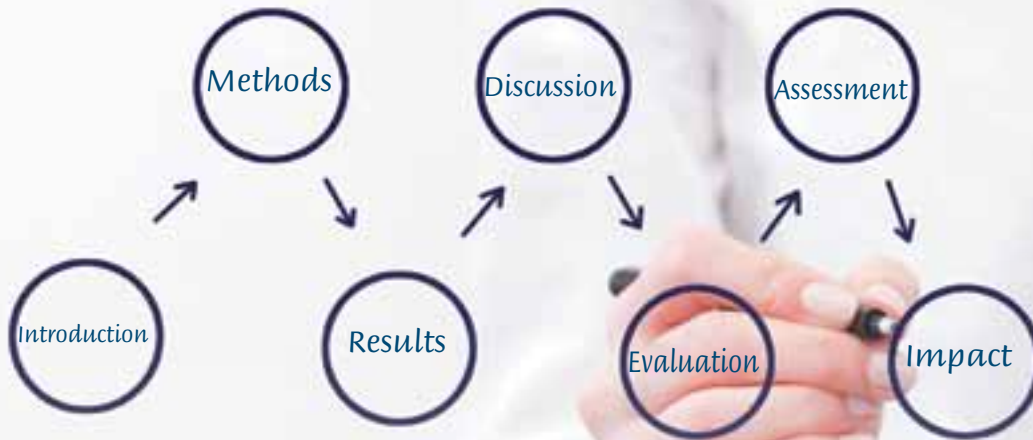 Introduction
Methods
Results
Discussion
Evaluation
Assessment
Impact